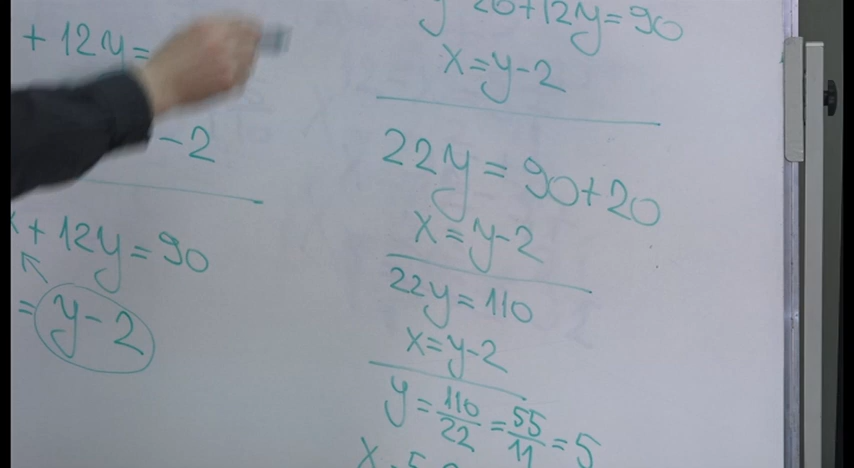 + 12y =
- 2
+ 12y = 90
= y - 2
y 20 + 12y = 90
x = y - 2
22y = 90 + 20
x = y - 2
22y = 110
x = y - 2
y = 110/22 = 55/11 = 5
x